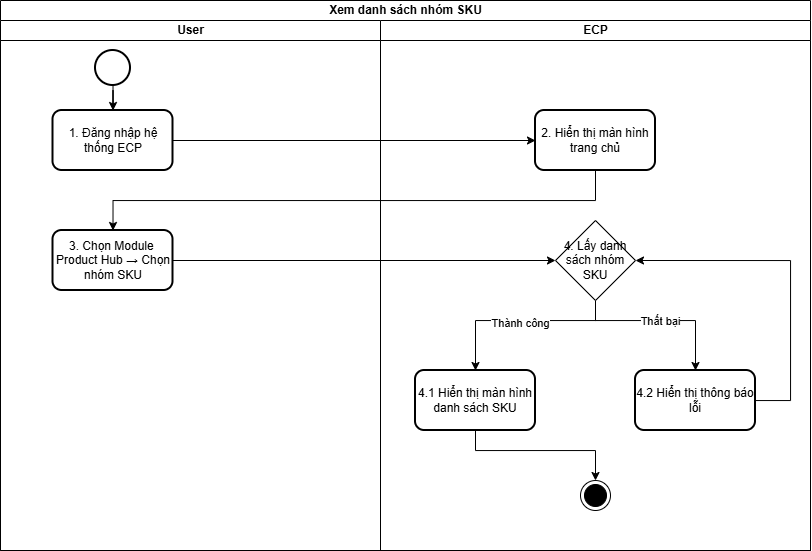 Xem danh sách nhóm SKU
User
ECP
1. Đăng nhập hệ
thống ECP
2. Hiển thị màn hình
trang chủ
3. Chọn Module
Product Hub → Chọn
nhóm SKU
4. Lấy danh
sách nhóm
SKU
Thành công
Thất bại
4.1 Hiển thị màn hình
danh sách SKU
4.2 Hiển thị thông báo
lỗi